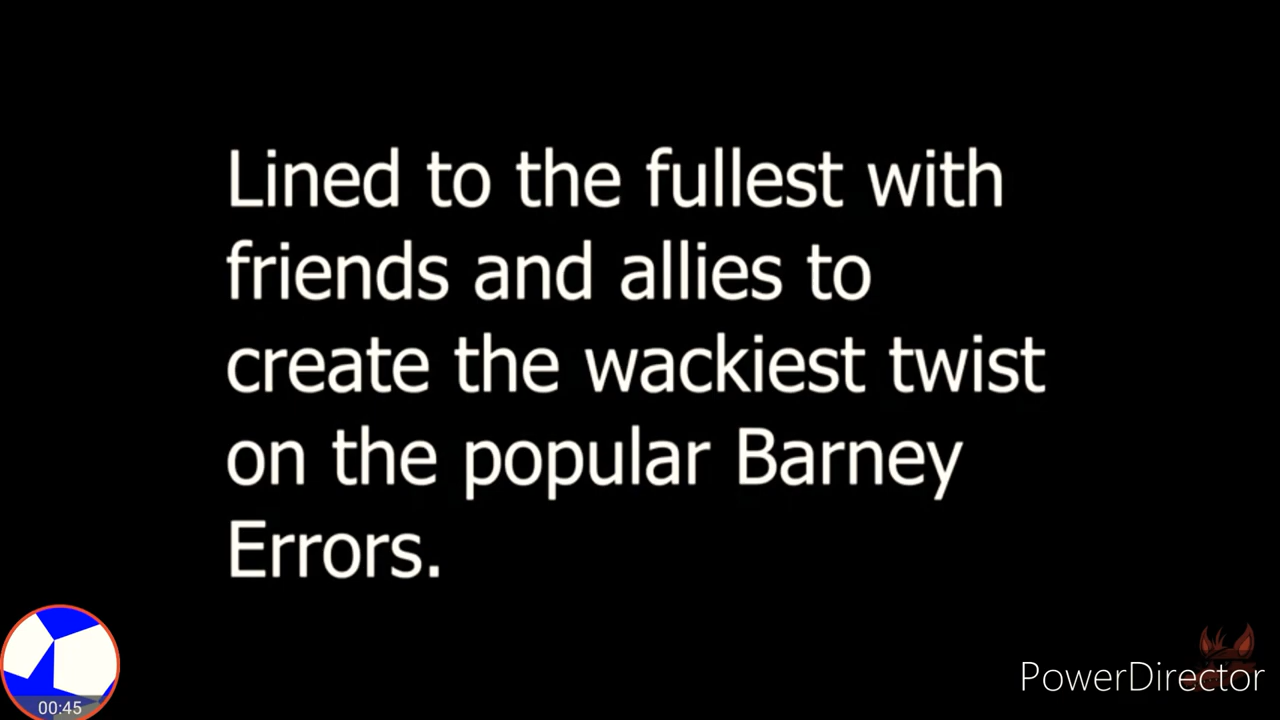 Lined to the fullest with
friends and allies to
create the wackiest twist
on the popular Barney
Errors.
00:45
PowerDirector